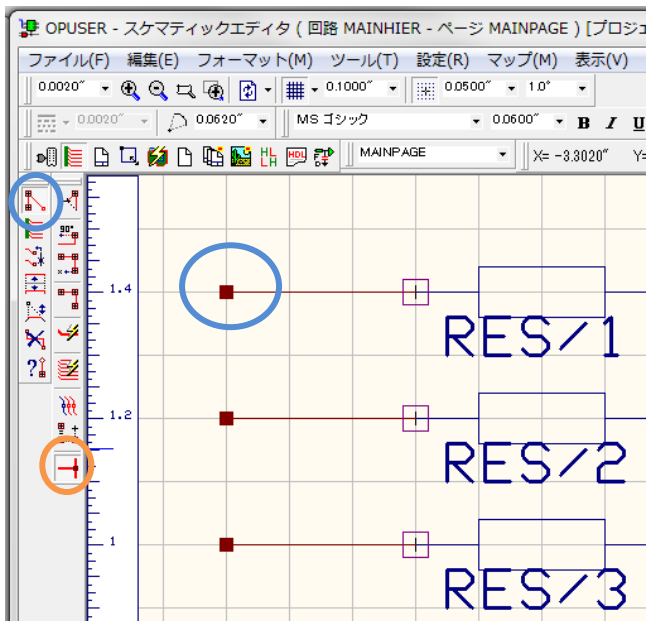 OPUSER - スケマティックエディタ ( 回路 MAINHIER - ページ MAINPAGE ) [プロジェ
ファイル(F) 編集(E) フォーマット(M) ツール(T) 設定(R) マップ(M) 表示(V)
0.0020″ 0.1000″ 0.0500″ 1.0°
0.0020″ 0.0620″ MS ゴシック 0.0600″ B I U
HL LH HDL MAINPAGE X= -3.3020″ Y=
90°
1.4
RES/1
?
1.2
RES/2
1
RES/3